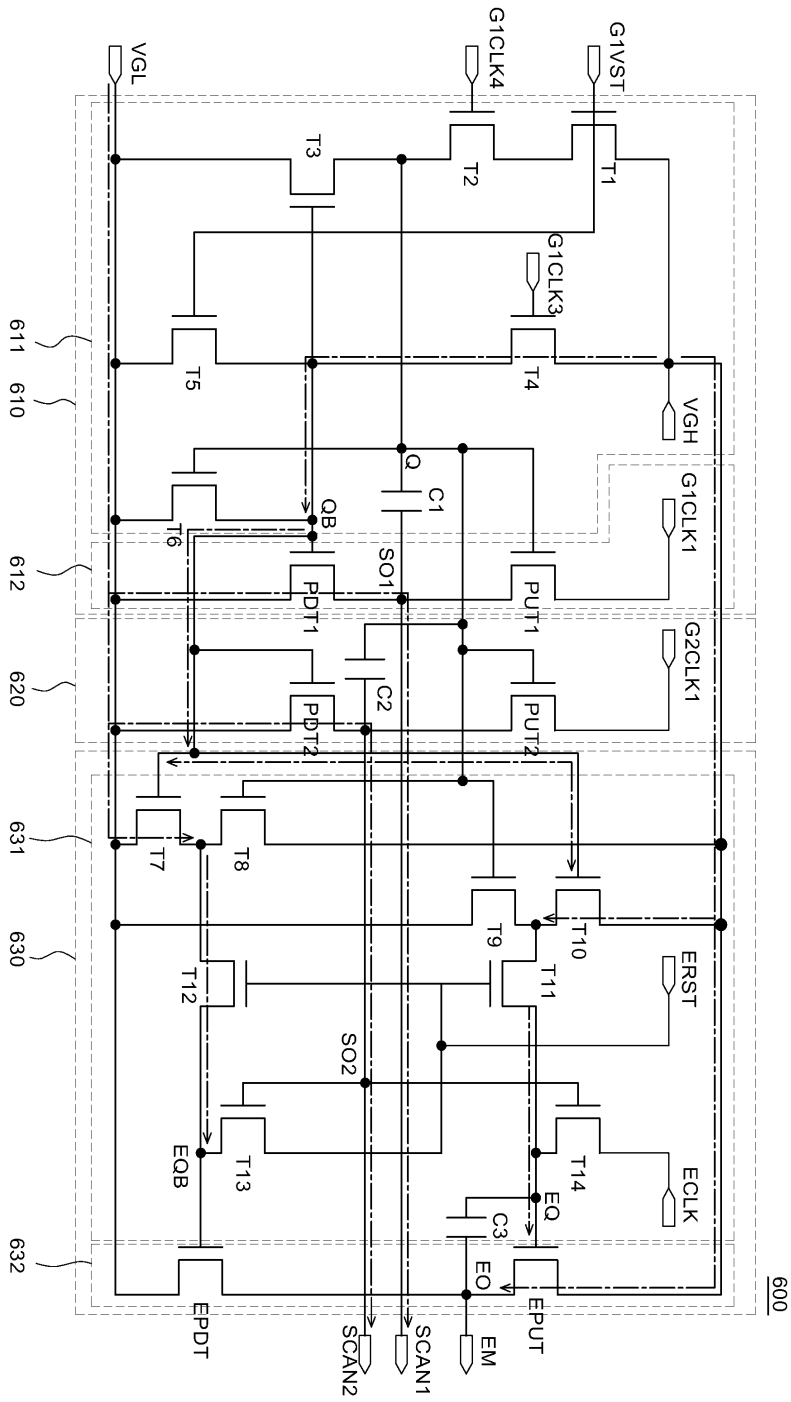 600
G1VST
G1CLK4
VGL
T1
T2
T3
G1CLK3
T4
T5
VGH
Q
C1
QB
T6
G1CLK1
SO1
PUT1
PDT1
G2CLK1
C2
PUT2
PDT2
T7
T8
T9
T10
ERST
T11
T12
SO2
T13
T14
ECLK
EQB
EQ
C3
EO
EPUT
EPDT
EM
SCAN1
SCAN2
611
610
612
620
631
630
632